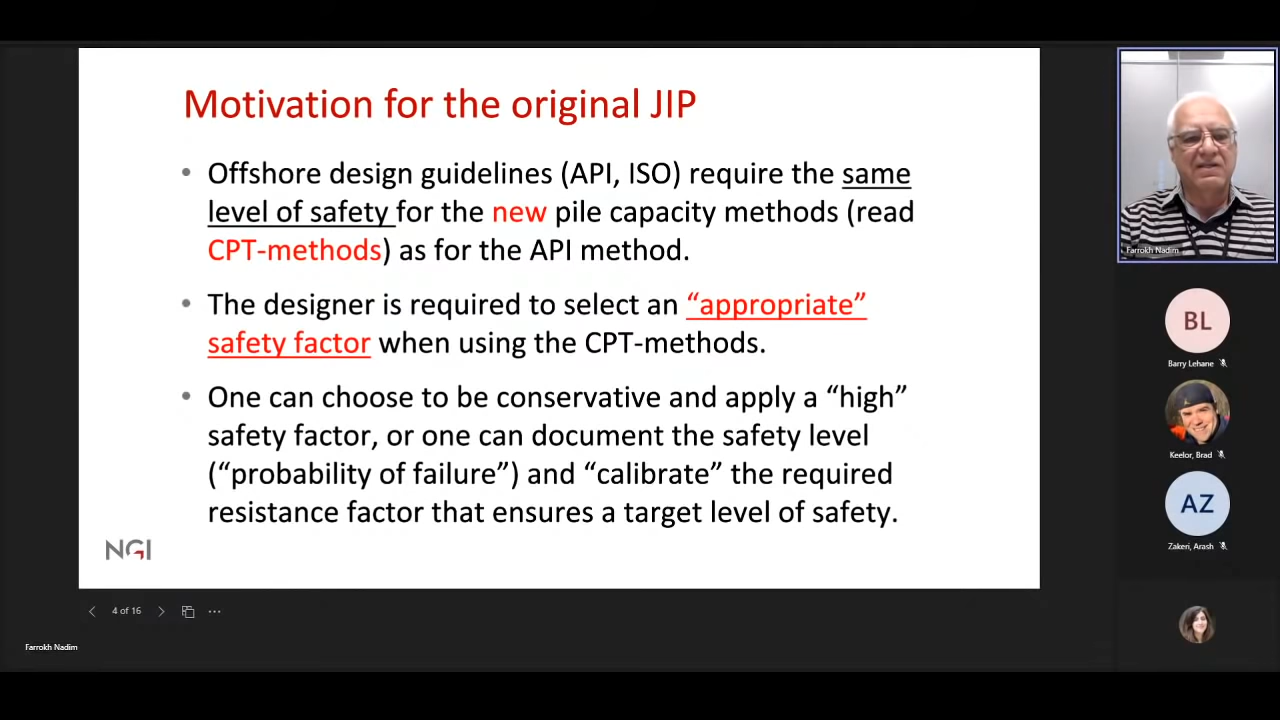 Motivation for the original JIP
• Offshore design guidelines (API, ISO) require the same
level of safety for the new pile capacity methods (read
CPT-methods) as for the API method.
• The designer is required to select an “appropriate”
safety factor when using the CPT-methods.
• One can choose to be conservative and apply a “high”
safety factor, or one can document the safety level
(“probability of failure”) and “calibrate” the required
resistance factor that ensures a target level of safety.
NGI
4 of 16
Farrokh Nadim
Farrokh Nadim
BL
Barry Lehane
Keelor, Brad
AZ
Zakeri, Arash